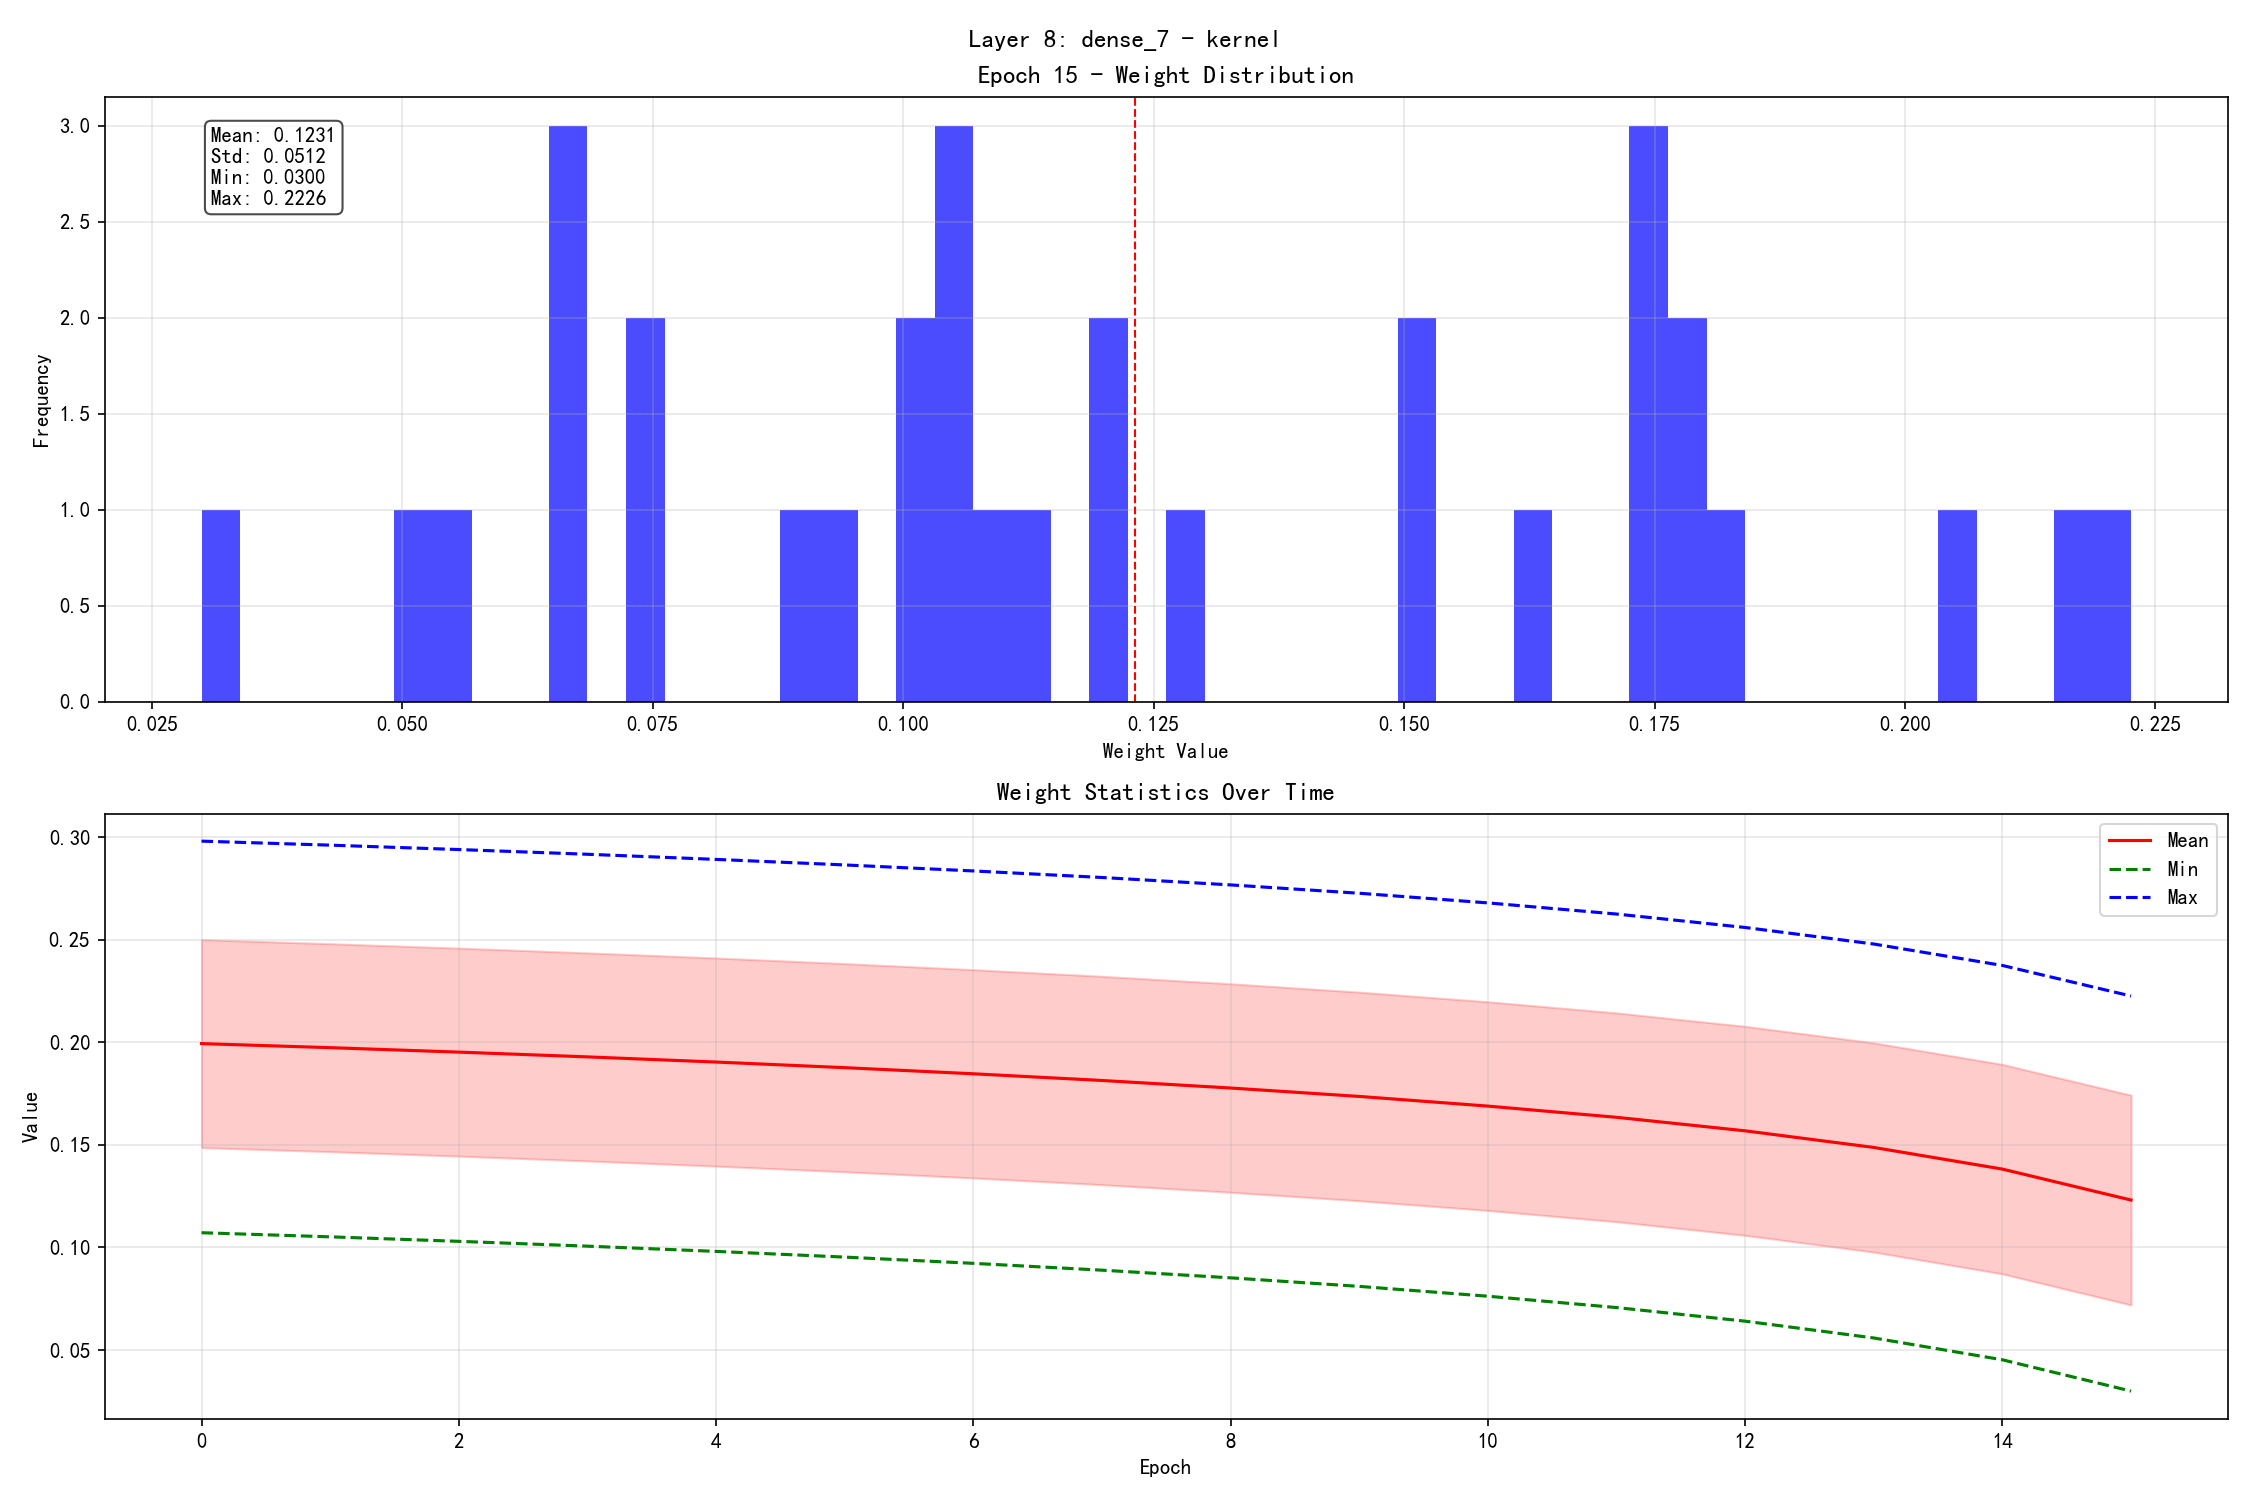 Layer 8: dense_7 - kernel
Epoch 15 - Weight Distribution
3.0
2.5
2.0
1.5
1.0
0.5
0.0
Frequency
Mean: 0.1231
Std: 0.0512
Min: 0.0300
Max: 0.2226
0.025 0.050 0.075 0.100 0.125 0.150 0.175 0.200 0.225
Weight Value
Weight Statistics Over Time
0.30
0.25
0.20
0.15
0.10
0.05
Value
Mean
Min
Max
0 2 4 6 8 10 12 14
Epoch